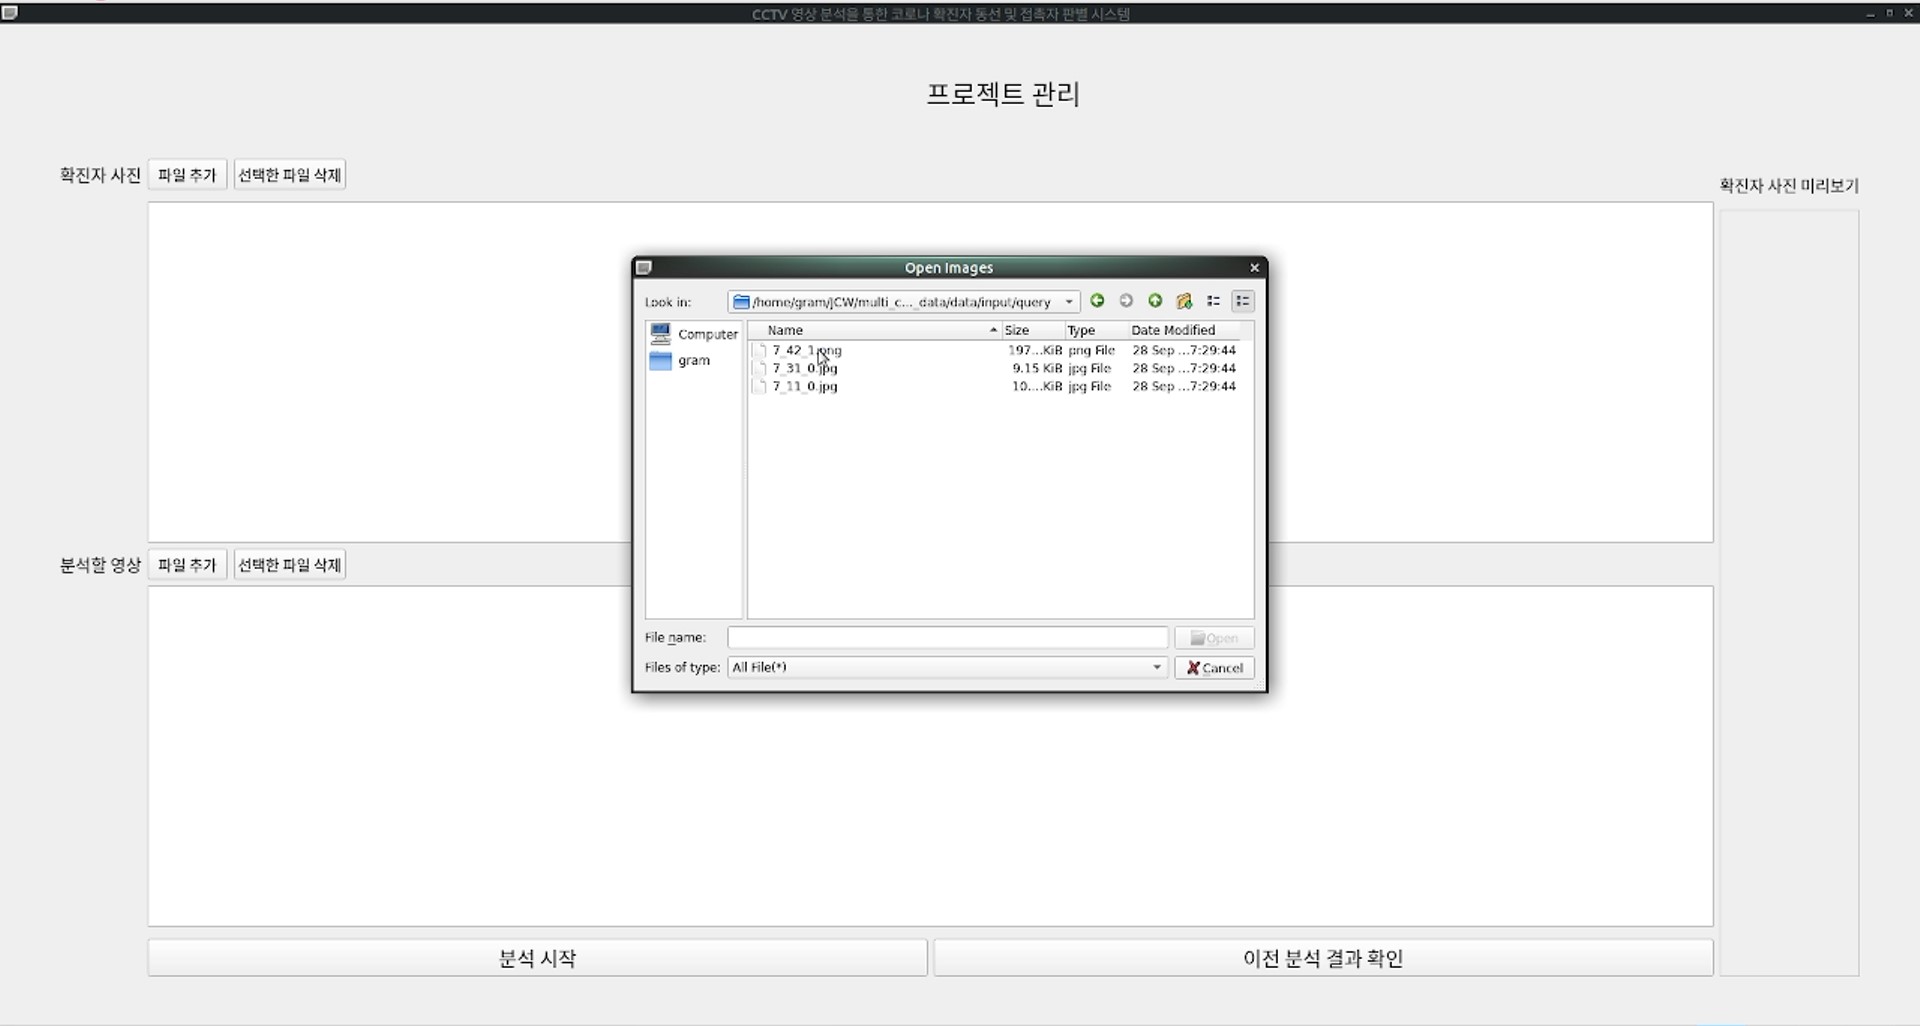 CCTV 영상 분석을 통한 코로나 확진자 동선 및 접촉자 판별 시스템
프로젝트 관리
확진자 사진 파일 추가 선택한 파일 삭제
확진자 사진 미리보기
Open Images
Look in: /home/gram/JCW/multi_c..._data/data/input/query
Computer
gram
Name Size Type Date Modified
7_42_1.png 197...KiB png File 28 Sep ...7:29:44
7_31_0.jpg 9.15 KiB jpg File 28 Sep ...7:29:44
7_11_0.jpg 10....KiB jpg File 28 Sep ...7:29:44
분석할 영상 파일 추가 선택한 파일 삭제
File name: Open
Files of type: All File(*) Cancel
분석 시작 이전 분석 결과 확인